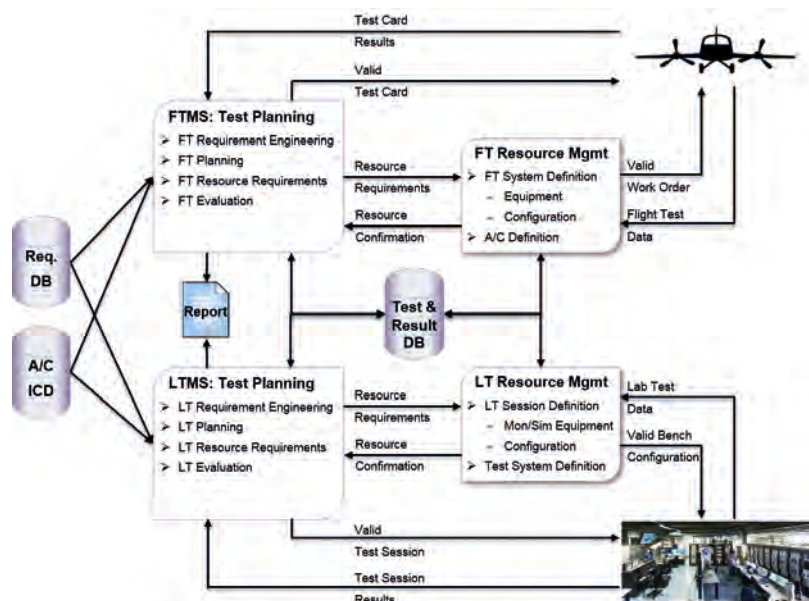 Test Card
Results
Valid
Test Card
FTMS: Test Planning
➢ FT Requirement Engineering
➢ FT Planning
➢ FT Resource Requirements
➢ FT Evaluation
Resource
Requirements
Resource
Confirmation
FT Resource Mgmt
➢ FT System Definition
– Equipment
– Configuration
➢ A/C Definition
Valid
Work Order
Flight Test
Data
Req.
DB
A/C
ICD
Report
Test &
Result
DB
LTMS: Test Planning
➢ LT Requirement Engineering
➢ LT Planning
➢ LT Resource Requirements
➢ LT Evaluation
Resource
Requirements
Resource
Confirmation
LT Resource Mgmt
➢ LT Session Definition
– Mon/Sim Equipment
– Configuration
➢ Test System Definition
Lab Test
Data
Valid Bench
Configuration
Valid
Test Session
Test Session
Results